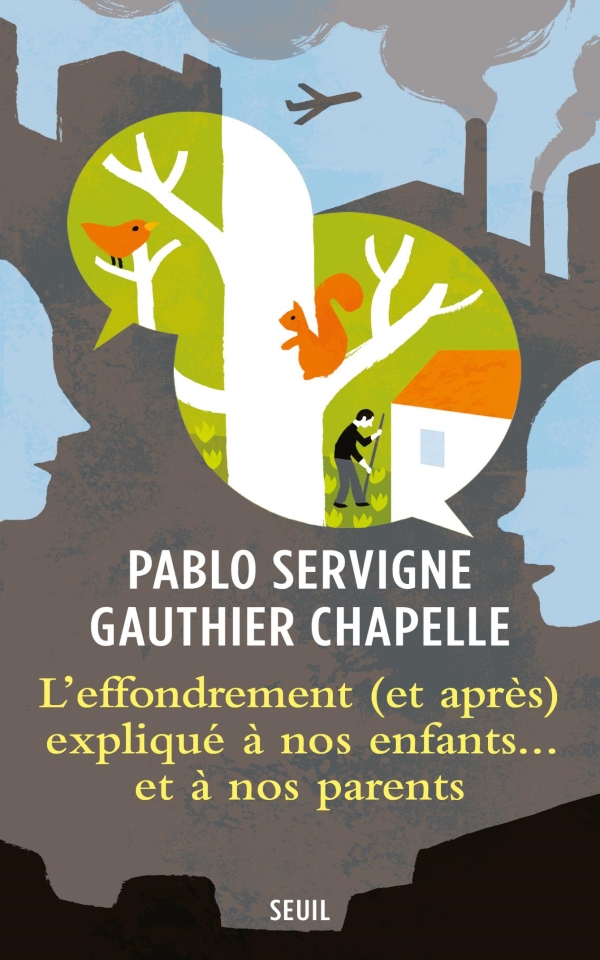 PABLO SERVIGNE
GAUTHIER CHAPELLE
L’effondrement (et après)
expliqué à nos enfants...
et à nos parents
SEUIL